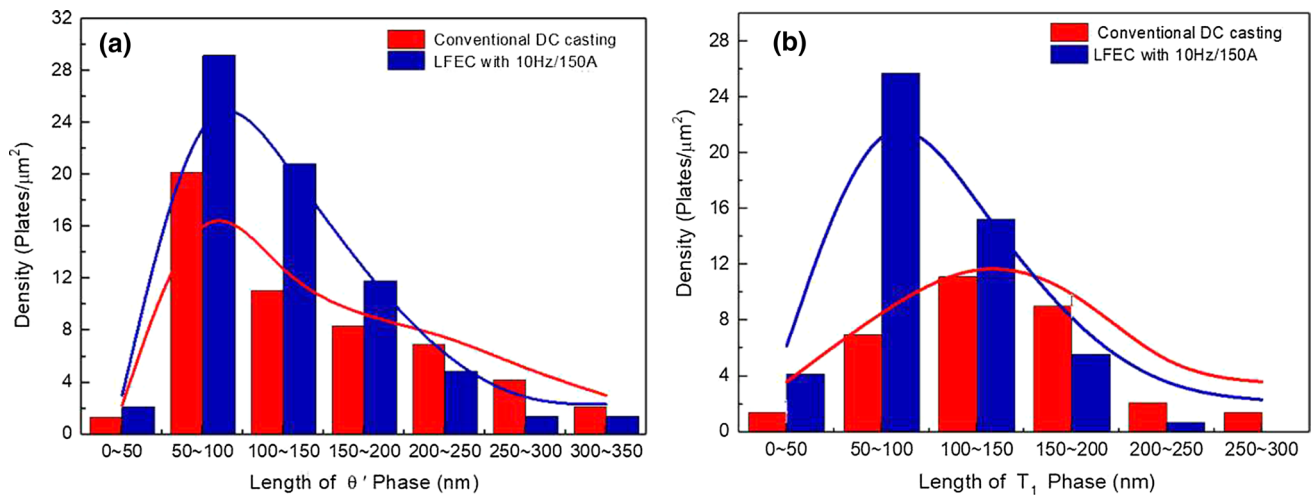 (a)
Conventional DC casting
LFEC with 10Hz/150A
Density (Plates/μm²)
32
28
24
20
16
12
8
4
0
0~50 50~100 100~150 150~200 200~250 250~300 300~350
Length of θ′ Phase (nm)
(b)
Conventional DC casting
LFEC with 10Hz/150A
Density (Plates/μm²)
28
24
20
16
12
8
4
0
0~50 50~100 100~150 150~200 200~250 250~300
Length of T₁ Phase (nm)